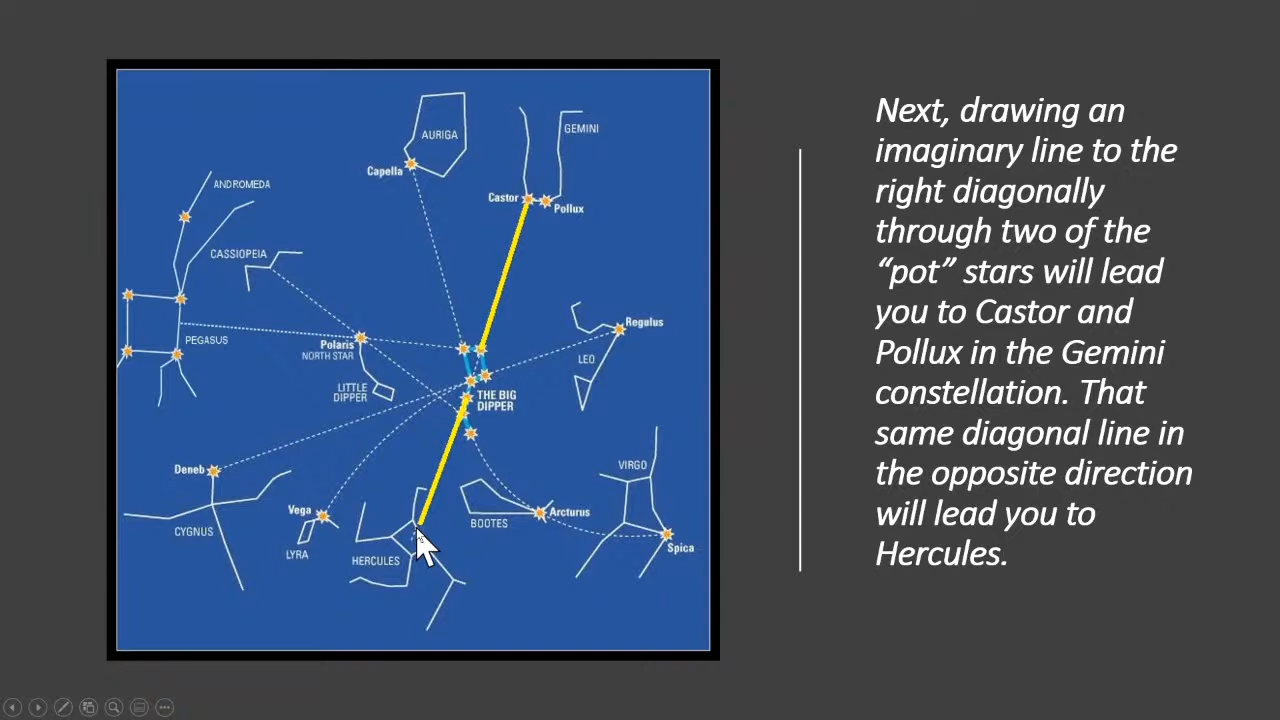 AURIGA
GEMINI
Capella
ANDROMEDA
Castor
Pollux
CASSIOPEIA
Regulus
PEGASUS
Polaris
NORTH STAR
LEO
LITTLE
DIPPER
THE BIG
DIPPER
Deneb
VIRGO
Vega
Arcturus
BOOTES
CYGNUS
LYRA
HERCULES
Spica
Next, drawing an
imaginary line to the
right diagonally
through two of the
“pot” stars will lead
you to Castor and
Pollux in the Gemini
constellation. That
same diagonal line in
the opposite direction
will lead you to
Hercules.